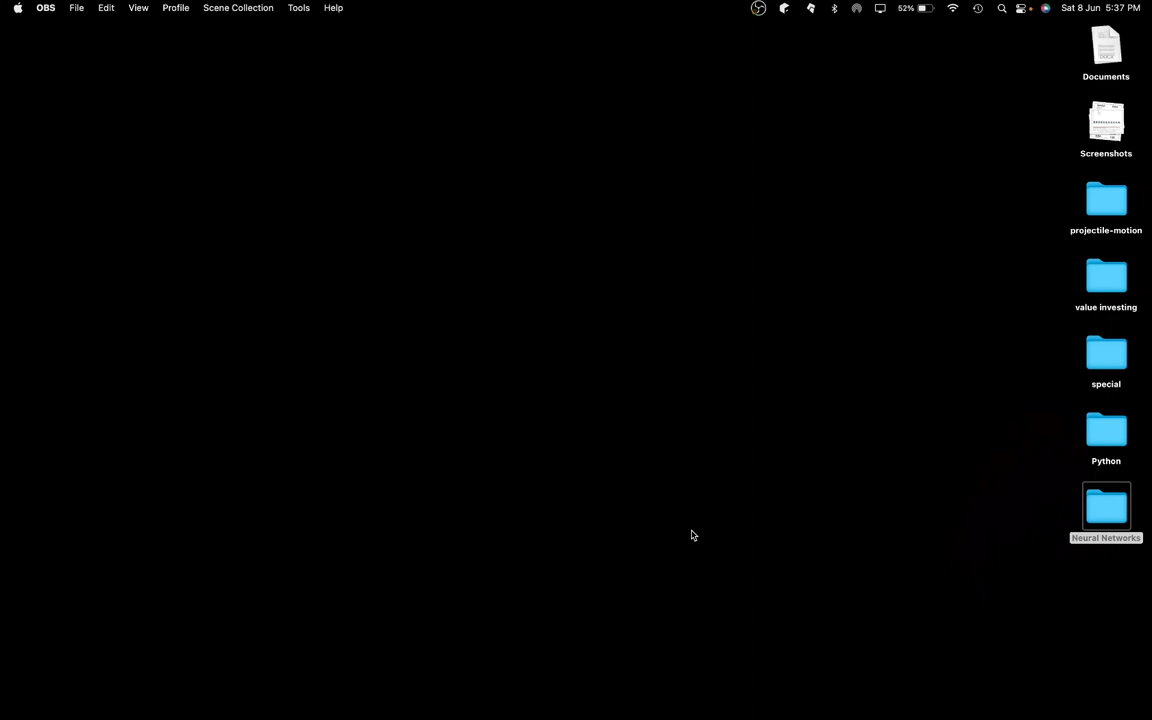 OBS File Edit View Profile Scene Collection Tools Help 52% Sat 8 Jun 5:37 PM
Documents
Screenshots
projectile-motion
value investing
special
Python
Neural Networks